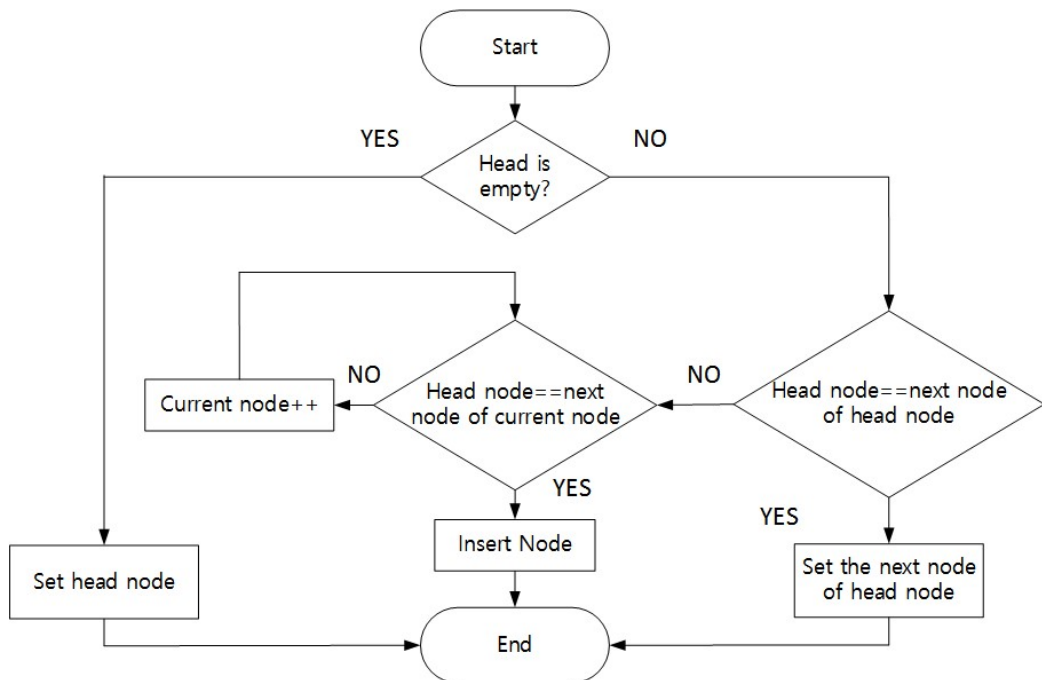 Start
YES
NO
Head is
empty?
Head node==next
node of current node
NO
Current node++
NO
Head node==next node
of head node
YES
Insert Node
YES
Set head node
Set the next node
of head node
End